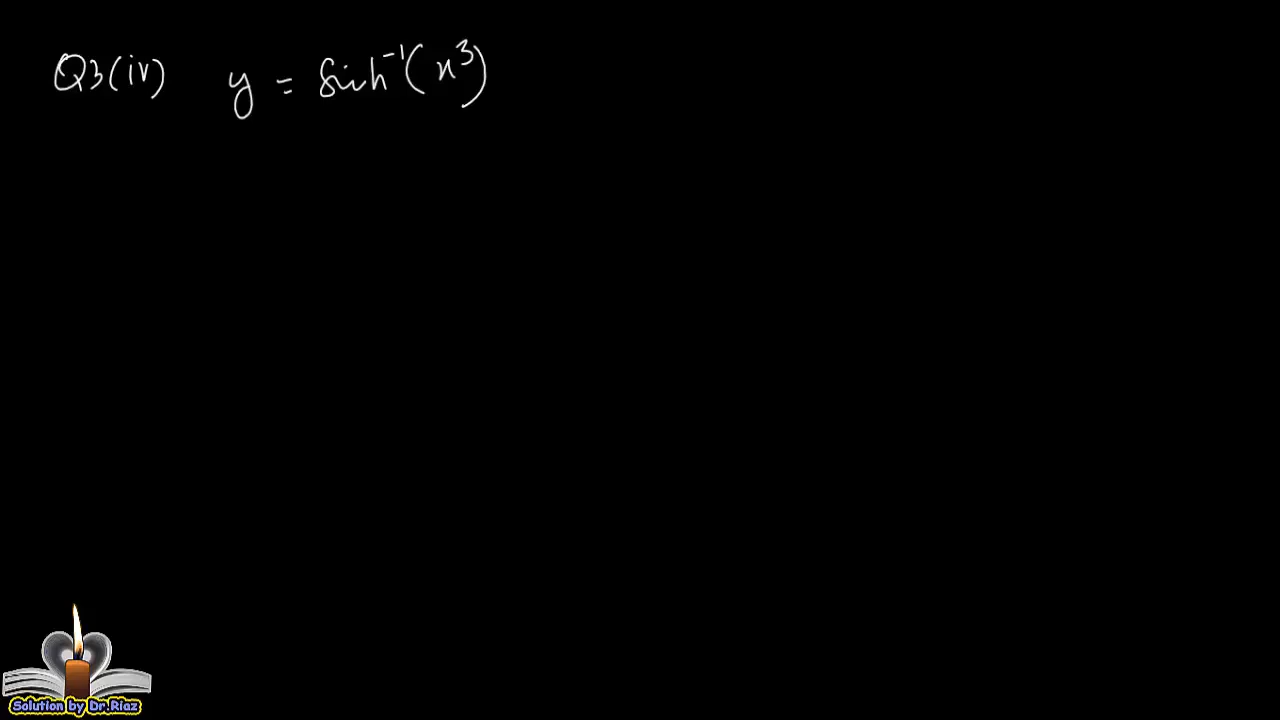 Q3(iv) y = Sinh⁻¹(x³)
Solution by Dr.Riaz